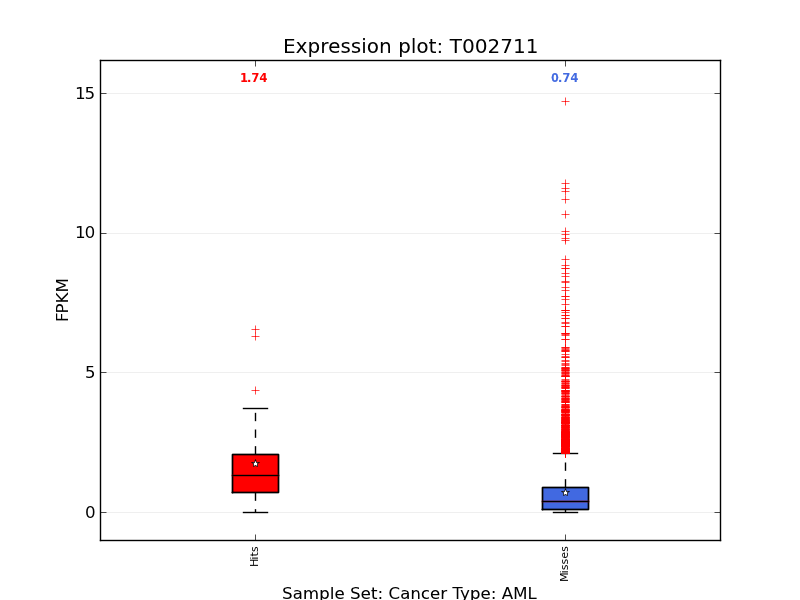 Expression plot: T002711
1.74
0.74
15
10
5
0
FPKM
Hits
Misses
Sample Set: Cancer Type: AML